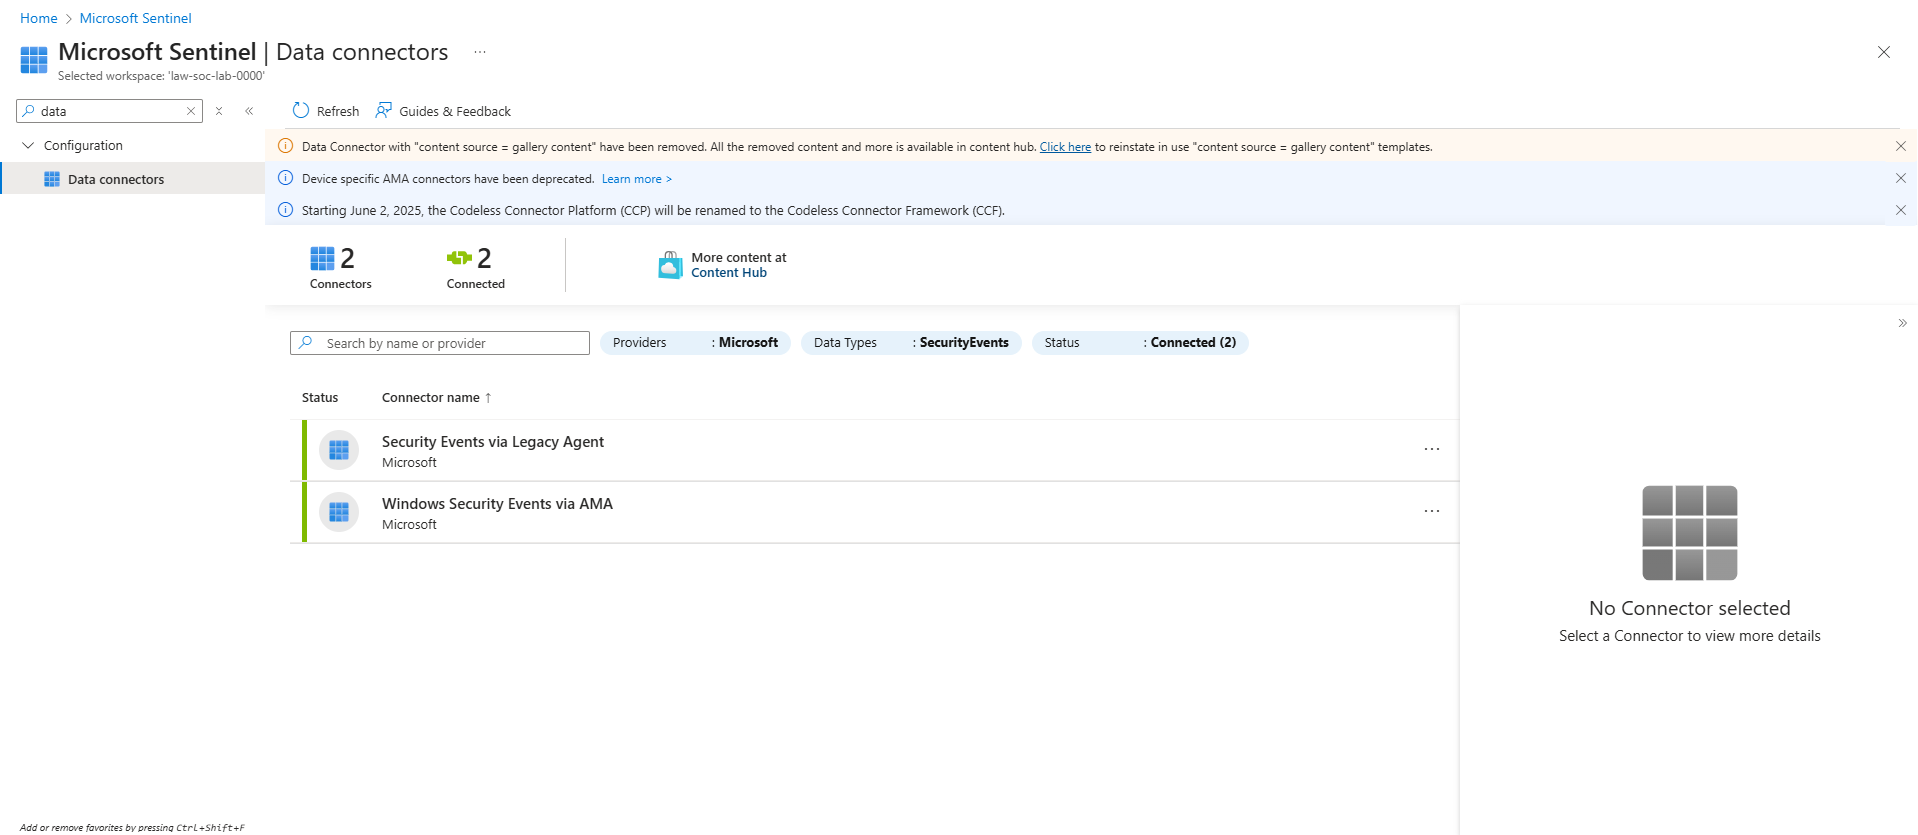 Home > Microsoft Sentinel
Microsoft Sentinel | Data connectors ...
Selected workspace: 'law-soc-lab-0000'
data
Refresh
Guides & Feedback
Configuration
Data connectors
Data Connector with "content source = gallery content" have been removed. All the removed content and more is available in content hub. Click here to reinstate in use "content source = gallery content" templates.
Device specific AMA connectors have been deprecated. Learn more >
Starting June 2, 2025, the Codeless Connector Platform (CCP) will be renamed to the Codeless Connector Framework (CCF).
2
Connectors
2
Connected
More content at
Content Hub
Search by name or provider
Providers : Microsoft
Data Types : SecurityEvents
Status : Connected (2)
Status
Connector name ↑
Security Events via Legacy Agent
Microsoft
Windows Security Events via AMA
Microsoft
No Connector selected
Select a Connector to view more details
Add or remove favorites by pressing Ctrl+Shift+F